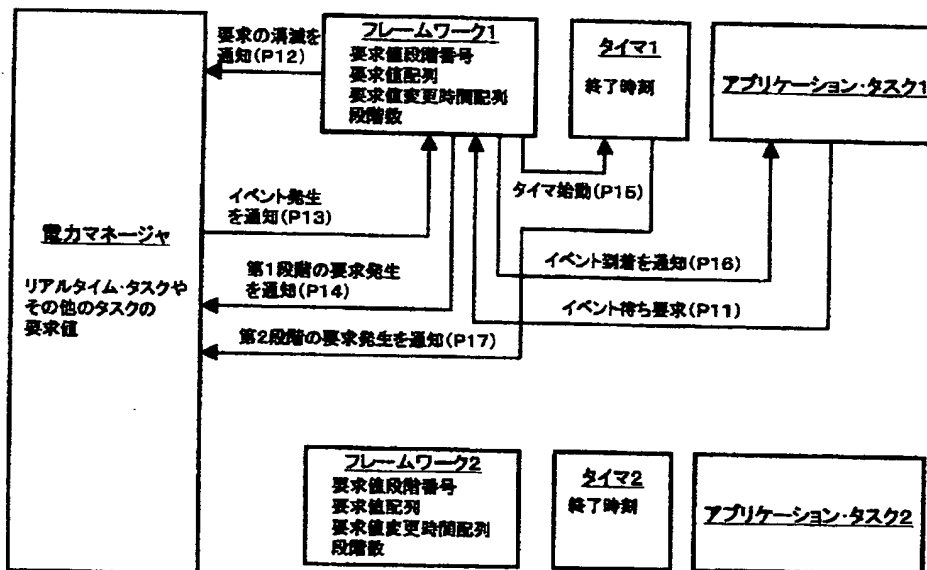 要求の消滅を
通知(P12)
フレームワーク1
要求値段階番号
要求値配列
要求値変更時間配列
段階数
タイマ1
終了時刻
アプリケーション・タスク1
イベント発生
を通知(P13)
タイマ始動(P15)
電力マネージャ
リアルタイム・タスクや
その他のタスクの
要求値
第1段階の要求発生
を通知(P14)
イベント到着を通知(P16)
イベント待ち要求(P11)
第2段階の要求発生を通知(P17)
フレームワーク2
要求値段階番号
要求値配列
要求値変更時間配列
段階数
タイマ2
終了時刻
アプリケーション・タスク2